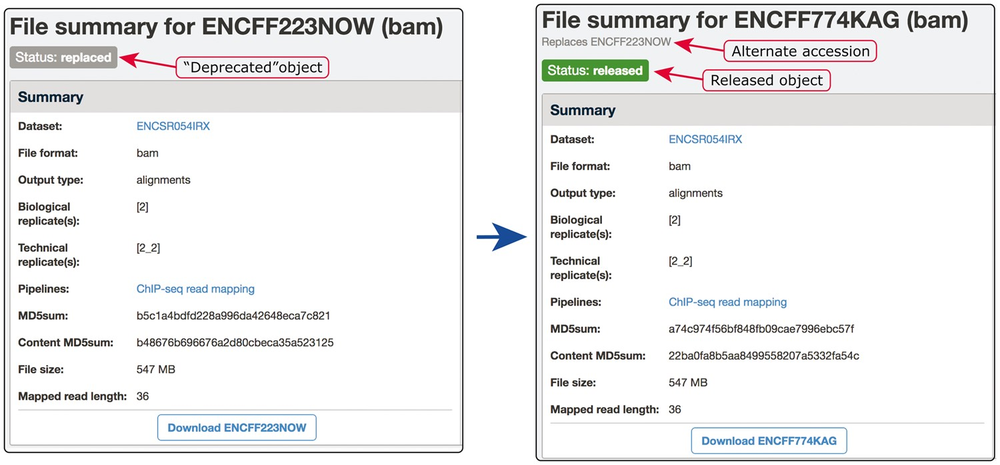 File summary for ENCFF223NOW (bam)
Status: replaced
“Deprecated”object
Summary
Dataset: ENCSR054IRX
File format: bam
Output type: alignments
Biological replicate(s): [2]
Technical replicate(s): [2_2]
Pipelines: ChIP-seq read mapping
MD5sum: b5c1a4bdfd228a996da42648eca7c821
Content MD5sum: b48676b696676a2d80cbeca35a523125
File size: 547 MB
Mapped read length: 36
Download ENCFF223NOW
File summary for ENCFF774KAG (bam)
Replaces ENCFF223NOW
Alternate accession
Status: released
Released object
Summary
Dataset: ENCSR054IRX
File format: bam
Output type: alignments
Biological replicate(s): [2]
Technical replicate(s): [2_2]
Pipelines: ChIP-seq read mapping
MD5sum: a74c974f56bf848fb09cae7996ebc57f
Content MD5sum: 22ba0fa8b5aa8499558207a5332fa54c
File size: 547 MB
Mapped read length: 36
Download ENCFF774KAG